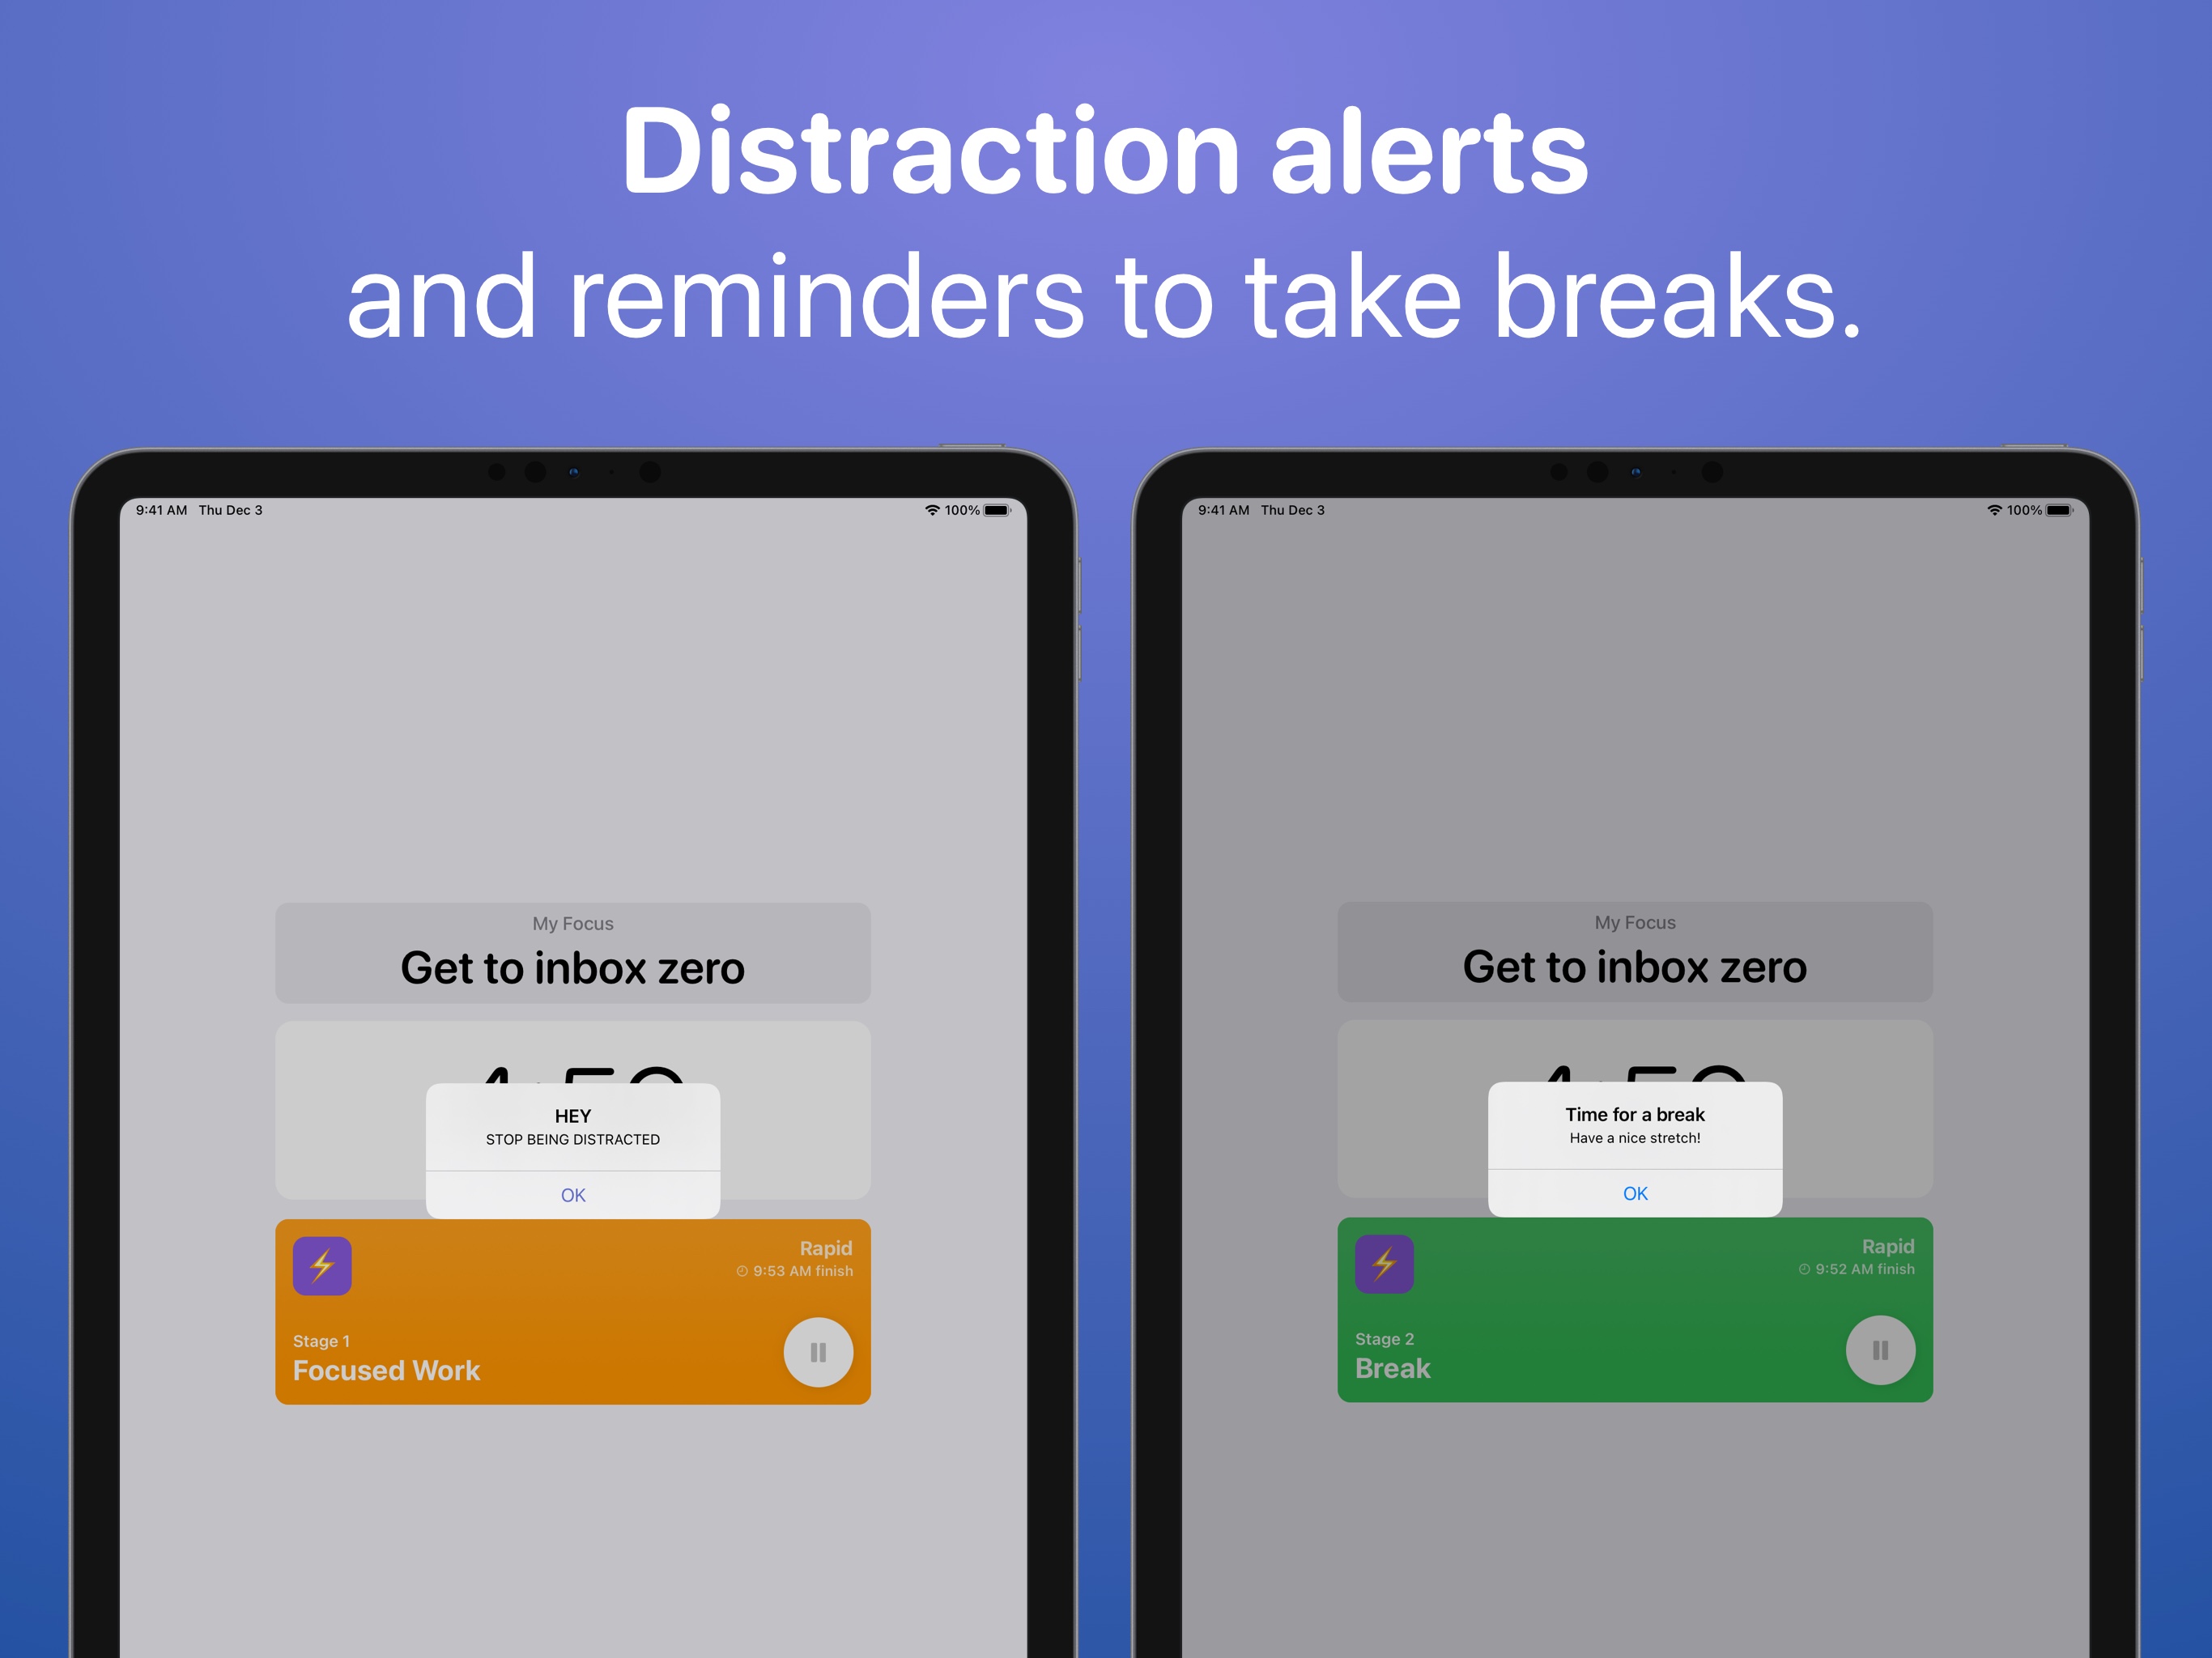 Distraction alerts
and reminders to take breaks.
9:41 AM Thu Dec 3
100%
My Focus
Get to inbox zero
HEY
STOP BEING DISTRACTED
OK
Rapid
9:53 AM finish
Stage 1
Focused Work
9:41 AM Thu Dec 3
100%
My Focus
Get to inbox zero
Time for a break
Have a nice stretch!
OK
Rapid
9:52 AM finish
Stage 2
Break